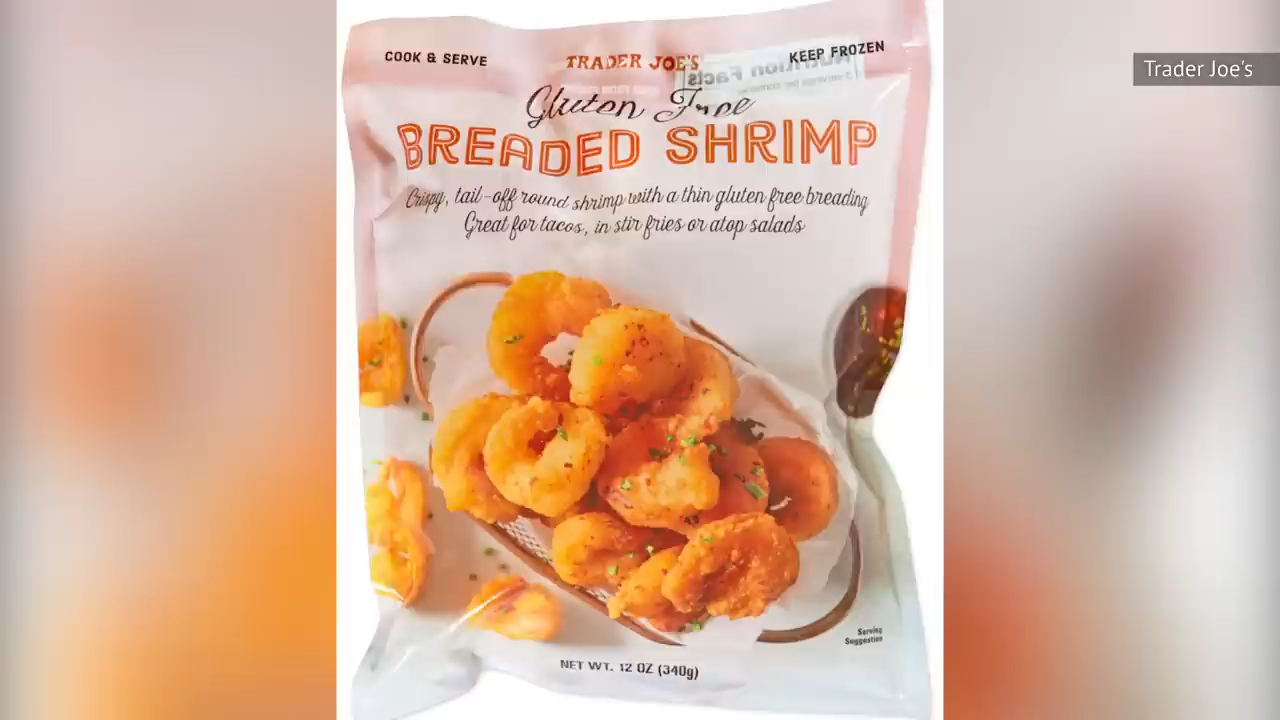 COOK & SERVE
TRADER JOE'S
KEEP FROZEN
Trader Joe's
Nutrition Facts
Gluten Free
BREADED SHRIMP
Crispy, tail-off round shrimp with a thin gluten free breading
Great for tacos, in stir fries or atop salads
Serving
Suggestion
NET WT. 12 OZ (340g)